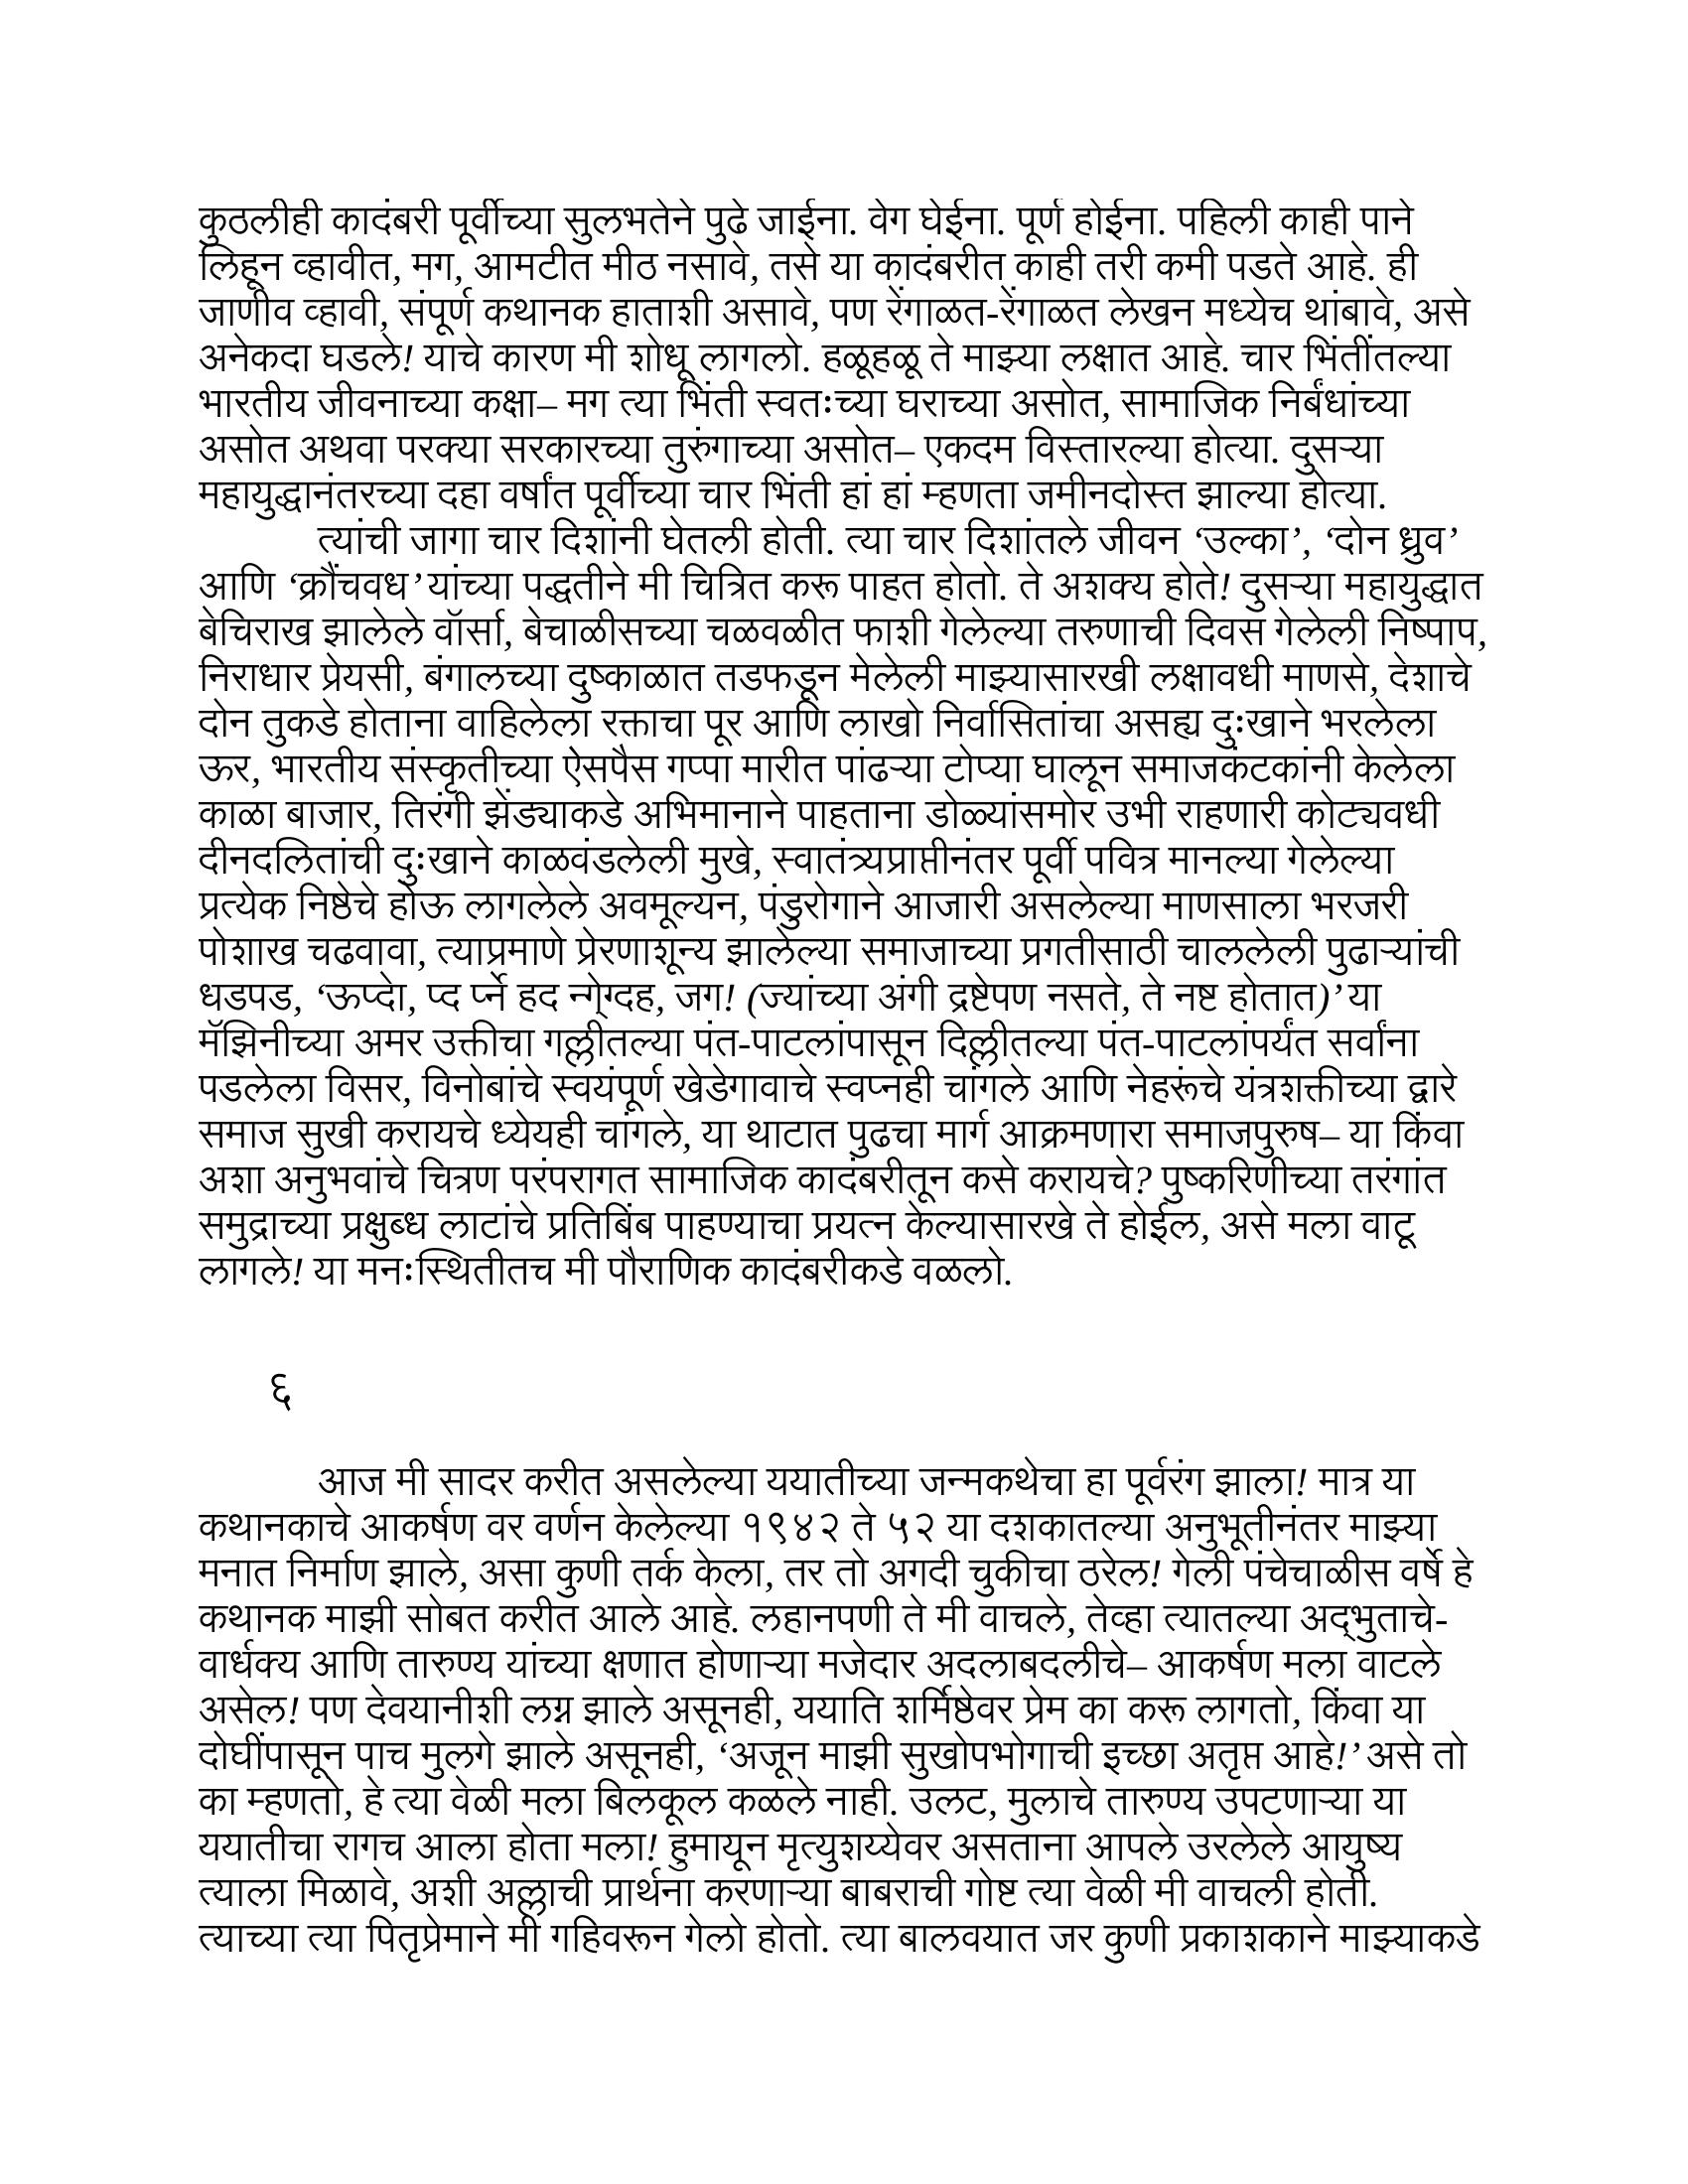 कुठलीही कादंबरी पूर्वीच्या सुलभतेने पुढे जाईना. वेग घेईना. पूर्ण होईना. पहिली काही पाने
लिहून व्हावीत, मग, आमटीत मीठ नसावे, तसे या कादंबरीत काही तरी कमी पडते आहे. ही
जाणीव व्हावी, संपूर्ण कथानक हाताशी असावे, पण रेंगाळत-रेंगाळत लेखन मध्येच थांबावे, असे
अनेकदा घडले! याचे कारण मी शोधू लागलो. हळूहळू ते माझ्या लक्षात आहे. चार भिंतींतल्या
भारतीय जीवनाच्या कक्षा– मग त्या भिंती स्वतःच्या घराच्या असोत, सामाजिक निर्बंधांच्या
असोत अथवा परक्या सरकारच्या तुरुंगाच्या असोत– एकदम विस्तारल्या होत्या. दुसऱ्या
महायुद्धानंतरच्या दहा वर्षांत पूर्वीच्या चार भिंती हां हां म्हणता जमीनदोस्त झाल्या होत्या.
त्यांची जागा चार दिशांनी घेतली होती. त्या चार दिशांतले जीवन ‘उल्का’, ‘दोन ध्रुव’
आणि ‘क्रौंचवध’ यांच्या पद्धतीने मी चित्रित करू पाहत होतो. ते अशक्य होते! दुसऱ्या महायुद्धात
बेचिराख झालेले वॉर्सा, बेचाळीसच्या चळवळीत फाशी गेलेल्या तरुणाची दिवस गेलेली निष्पाप,
निराधार प्रेयसी, बंगालच्या दुष्काळात तडफडून मेलेली माझ्यासारखी लक्षावधी माणसे, देशाचे
दोन तुकडे होताना वाहिलेला रक्ताचा पूर आणि लाखो निर्वासितांचा असह्य दुःखाने भरलेला
ऊर, भारतीय संस्कृतीच्या ऐसपैस गप्पा मारीत पांढऱ्या टोप्या घालून समाजकंटकांनी केलेला
काळा बाजार, तिरंगी झेंड्याकडे अभिमानाने पाहताना डोळ्यांसमोर उभी राहणारी कोट्यवधी
दीनदलितांची दुःखाने काळवंडलेली मुखे, स्वातंत्र्यप्राप्तीनंतर पूर्वी पवित्र मानल्या गेलेल्या
प्रत्येक निष्ठेचे होऊ लागलेले अवमूल्यन, पंडुरोगाने आजारी असलेल्या माणसाला भरजरी
पोशाख चढवावा, त्याप्रमाणे प्रेरणाशून्य झालेल्या समाजाच्या प्रगतीसाठी चाललेली पुढाऱ्यांची
धडपड, ‘ऊप्दे‍ा, प्द र्प्ने हद न्गे्ग्दह, जग! (ज्यांच्या अंगी द्रष्टेपण नसते, ते नष्ट होतात)’ या
मॅझिनीच्या अमर उक्तीचा गल्लीतल्या पंत-पाटलांपासून दिल्लीतल्या पंत-पाटलांपर्यंत सर्वांना
पडलेला विसर, विनोबांचे स्वयंपूर्ण खेडेगावाचे स्वप्नही चांगले आणि नेहरूंचे यंत्रशक्तीच्या द्वारे
समाज सुखी करायचे ध्येयही चांगले, या थाटात पुढचा मार्ग आक्रमणारा समाजपुरुष– या किंवा
अशा अनुभवांचे चित्रण परंपरागत सामाजिक कादंबरीतून कसे करायचे? पुष्करिणीच्या तरंगांत
समुद्राच्या प्रक्षुब्ध लाटांचे प्रतिबिंब पाहण्याचा प्रयत्न केल्यासारखे ते होईल, असे मला वाटू
लागले! या मनःस्थितीतच मी पौराणिक कादंबरीकडे वळलो.
६
आज मी सादर करीत असलेल्या ययातीच्या जन्मकथेचा हा पूर्वरंग झाला! मात्र या
कथानकाचे आकर्षण वर वर्णन केलेल्या १९४२ ते ५२ या दशकातल्या अनुभूतीनंतर माझ्या
मनात निर्माण झाले, असा कुणी तर्क केला, तर तो अगदी चुकीचा ठरेल! गेली पंचेचाळीस वर्षे हे
कथानक माझी सोबत करीत आले आहे. लहानपणी ते मी वाचले, तेव्हा त्यातल्या अद्‌भुताचे-
वार्धक्य आणि तारुण्य यांच्या क्षणात होणाऱ्या मजेदार अदलाबदलीचे– आकर्षण मला वाटले
असेल! पण देवयानीशी लग्न झाले असूनही, ययाति शर्मिष्ठेवर प्रेम का करू लागतो, किंवा या
दोघींपासून पाच मुलगे झाले असूनही, ‘अजून माझी सुखोपभोगाची इच्छा अतृप्त आहे!’ असे तो
का म्हणतो, हे त्या वेळी मला बिलकूल कळले नाही. उलट, मुलाचे तारुण्य उपटणाऱ्या या
ययातीचा रागच आला होता मला! हुमायून मृत्युशय्येवर असताना आपले उरलेले आयुष्य
त्याला मिळावे, अशी अल्लाची प्रार्थना करणाऱ्या बाबराची गोष्ट त्या वेळी मी वाचली होती.
त्याच्या त्या पितृप्रेमाने मी गहिवरून गेलो होतो. त्या बालवयात जर कुणी प्रकाशकाने माझ्याकडे